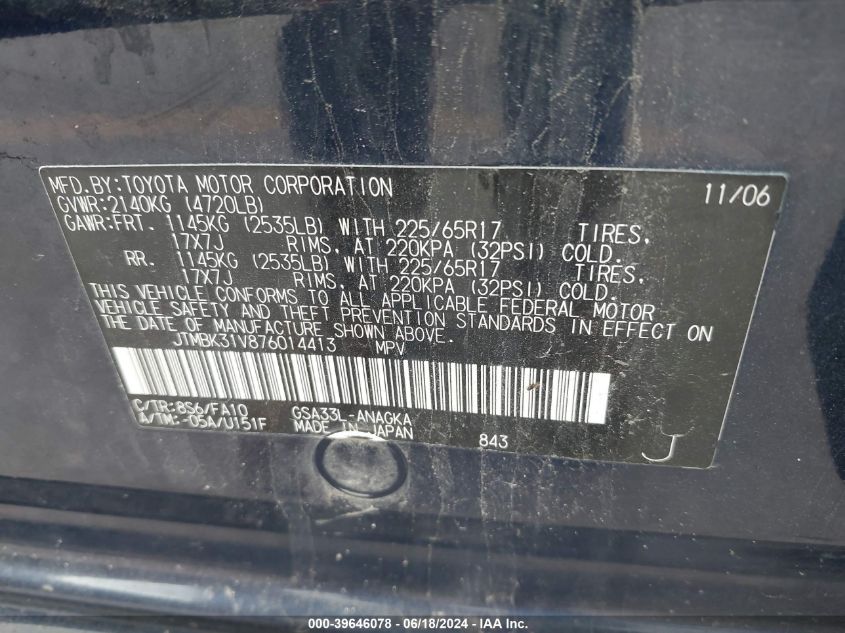 MFD.BY:TOYOTA MOTOR CORPORATION 11/06
GVWR:2140KG (4720LB)
GAWR:FRT. 1145KG (2535LB) WITH 225/65R17 TIRES,
17X7J RIMS, AT 220KPA (32PSI) COLD.
RR. 1145KG (2535LB) WITH 225/65R17 TIRES,
17X7J RIMS, AT 220KPA (32PSI) COLD.
THIS VEHICLE CONFORMS TO ALL APPLICABLE FEDERAL MOTOR
VEHICLE SAFETY AND THEFT PREVENTION STANDARDS IN EFFECT ON
THE DATE OF MANUFACTURE SHOWN ABOVE.
JTMBK31V876014413 MPV
C/TR:8S6/FA10 GSA33L-ANAGKA
A/TM:-05A/U151F MADE IN JAPAN 843
J
000-39646078 - 06/18/2024 - IAA Inc.